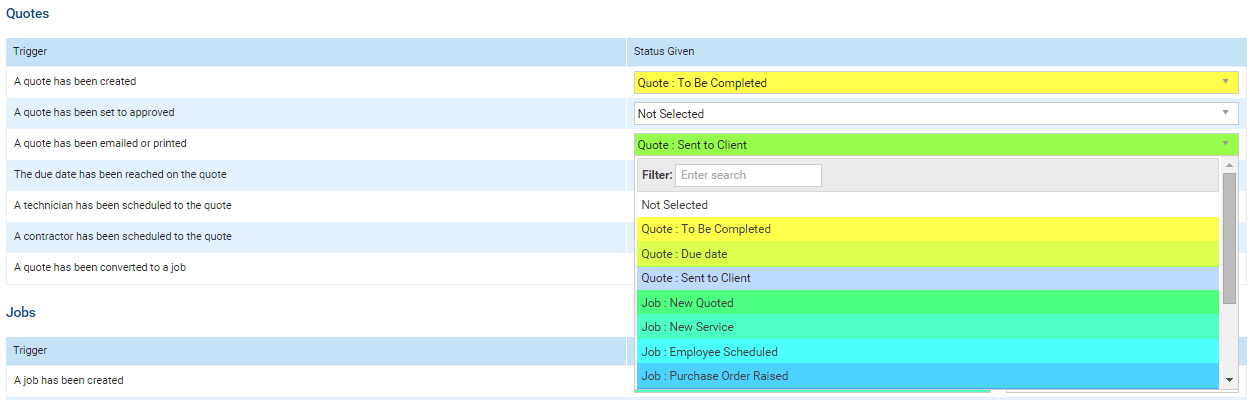 Quotes
Trigger
Status Given
A quote has been created
Quote : To Be Completed
A quote has been set to approved
Not Selected
A quote has been emailed or printed
Quote : Sent to Client
Filter: Enter search
The due date has been reached on the quote
Not Selected
A technician has been scheduled to the quote
Quote : To Be Completed
A contractor has been scheduled to the quote
Quote : Due date
A quote has been converted to a job
Quote : Sent to Client
Job : New Quoted
Jobs
Job : New Service
Trigger
Job : Employee Scheduled
A job has been created
Job : Purchase Order Raised